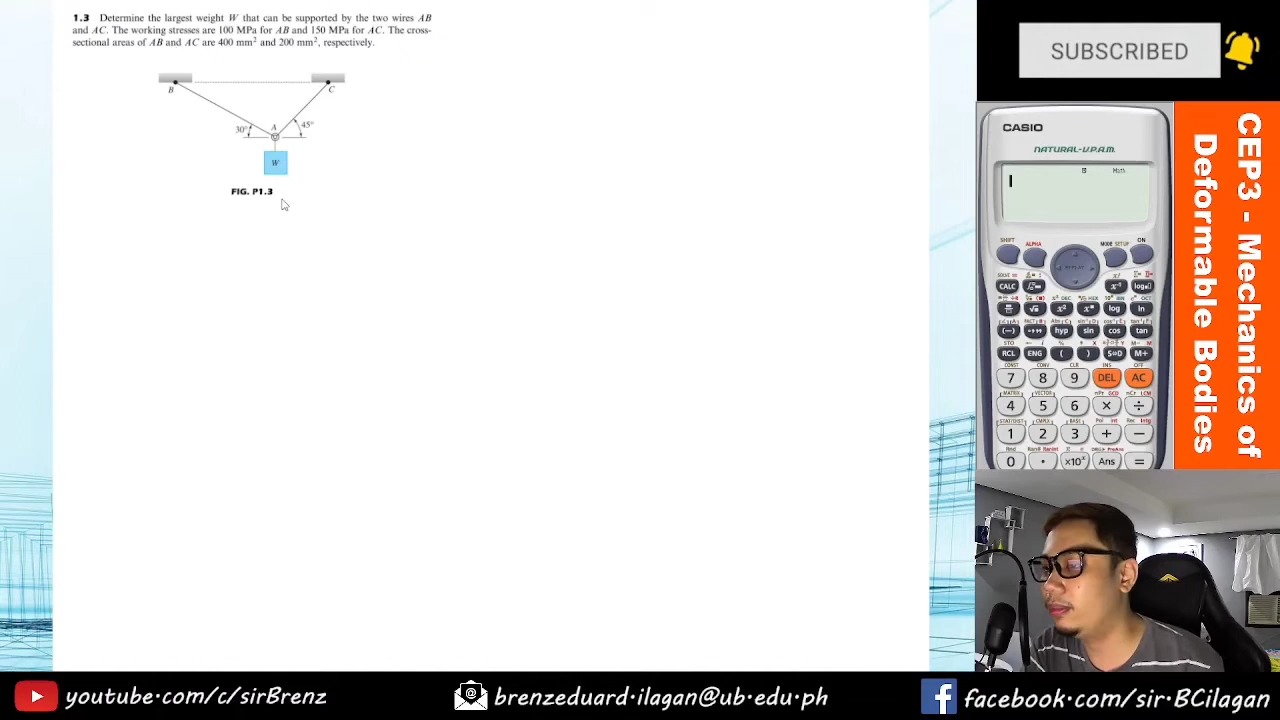 1.3 Determine the largest weight W that can be supported by the two wires AB
and AC. The working stresses are 100 MPa for AB and 150 MPa for AC. The cross-
sectional areas of AB and AC are 400 mm² and 200 mm², respectively.
B
C
30°
A
45°
W
FIG. P1.3
SUBSCRIBED
CASIO
NATURAL-V.P.A.M.
Math
SHIFT
ALPHA
MODE SETUP
ON
REPLAY
CALC
log
ln
(−)
hyp
sin
cos
tan
RCL
ENG
(
)
S⇔D
M+
7
8
9
DEL
AC
4
5
6
×
÷
1
2
3
+
−
0
·
×10ˣ
Ans
=
CEP3 - Mechanics of
Deformable Bodies
youtube·com/c/sirBrenz
brenzeduard·ilagan@ub·edu·ph
facebook·com/sir·BCilagan